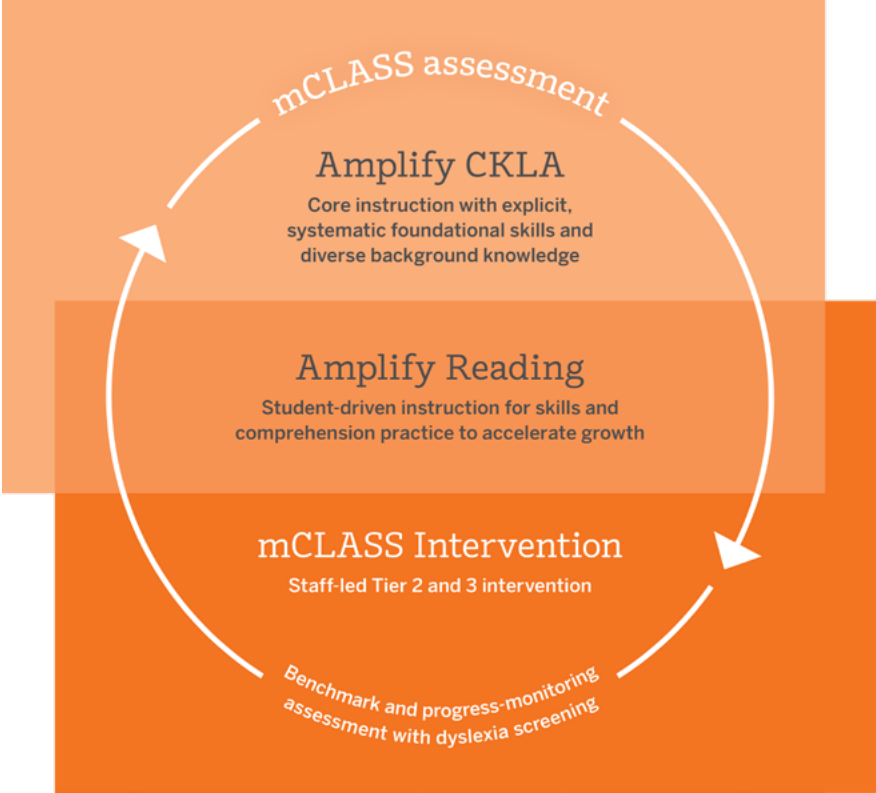 mCLASS assessment
Amplify CKLA
Core instruction with explicit,
systematic foundational skills and
diverse background knowledge
Amplify Reading
Student-driven instruction for skills and
comprehension practice to accelerate growth
mCLASS Intervention
Staff-led Tier 2 and 3 intervention
Benchmark and progress-monitoring
assessment with dyslexia screening